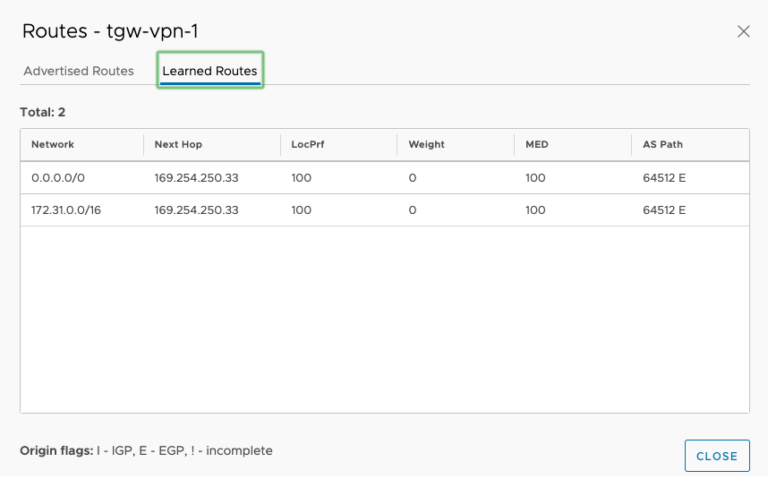 Routes - tgw-vpn-1
Advertised Routes Learned Routes
Total: 2
Network Next Hop LocPrf Weight MED AS Path
0.0.0.0/0 169.254.250.33 100 0 100 64512 E
172.31.0.0/16 169.254.250.33 100 0 100 64512 E
Origin flags: I - IGP, E - EGP, ! - incomplete
CLOSE